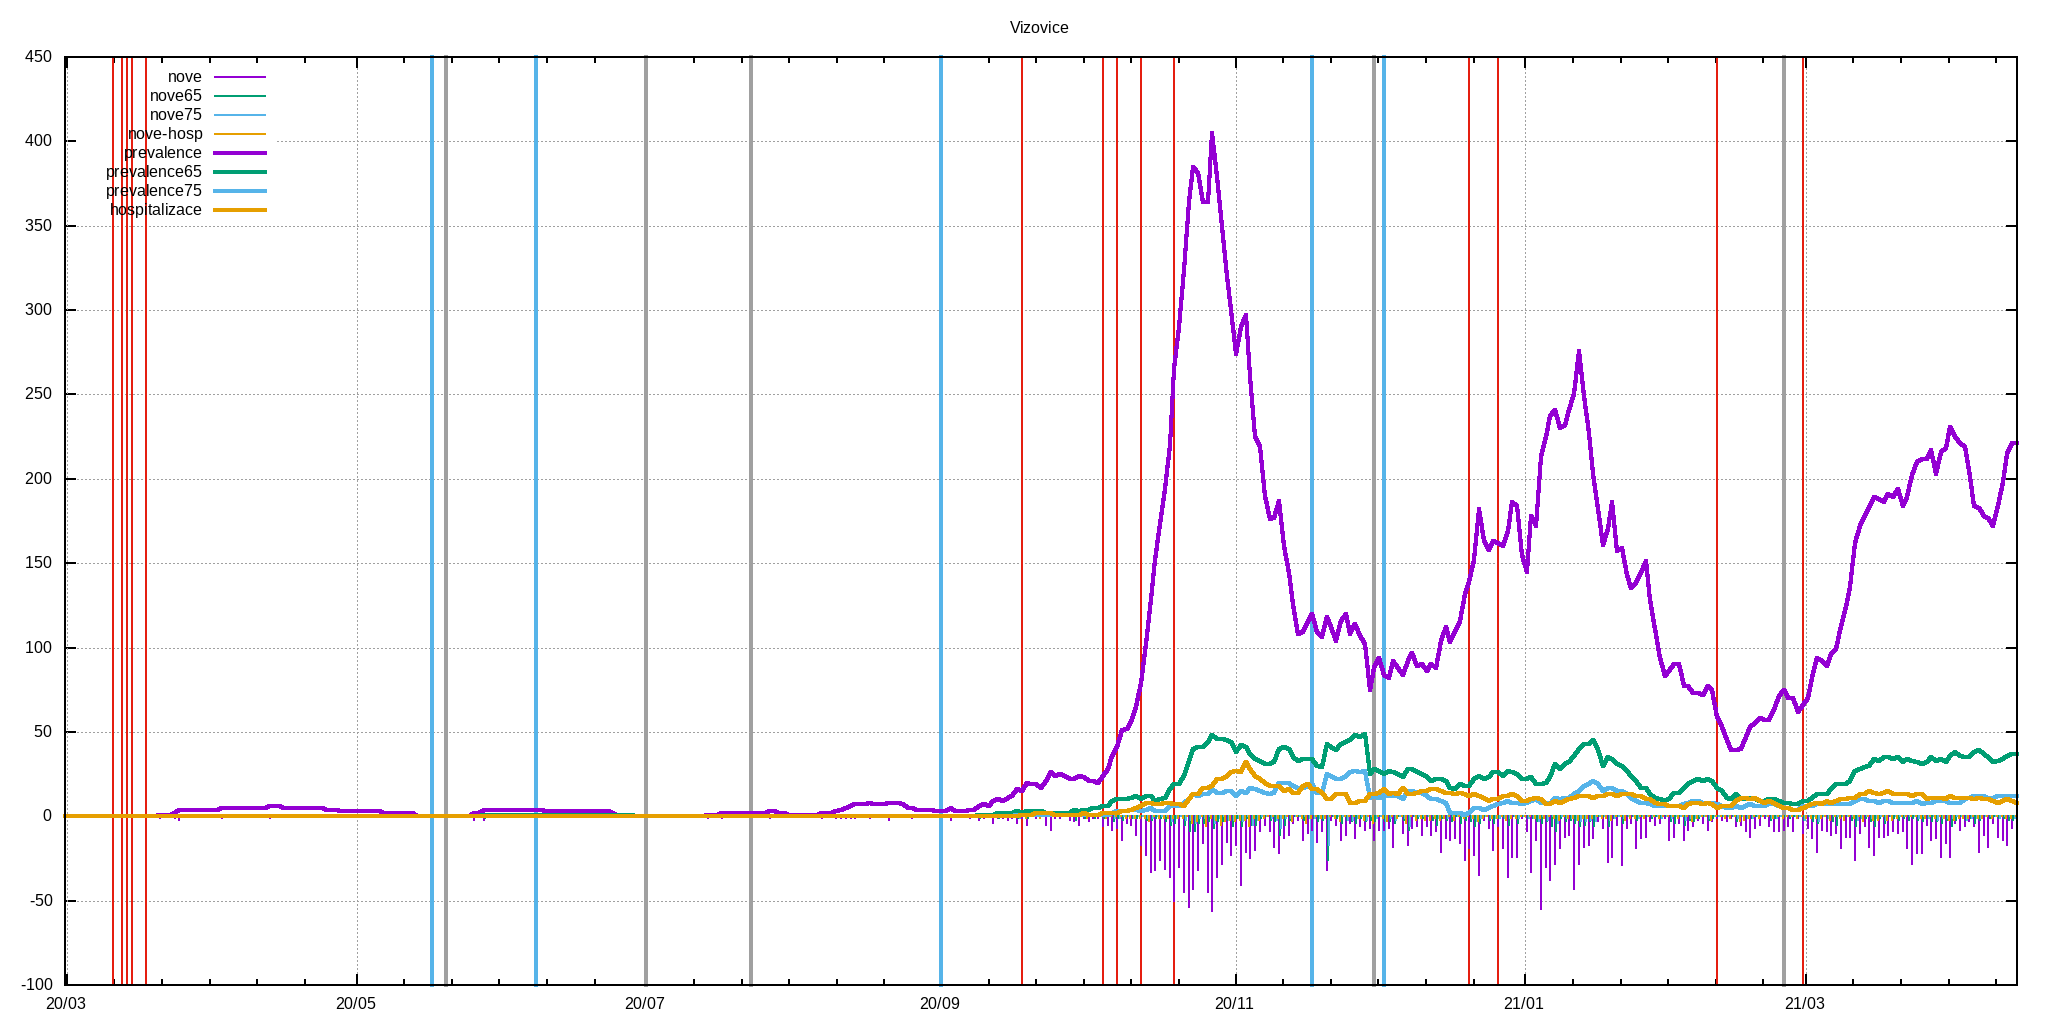 Vizovice
450
400
350
300
250
200
150
100
50
0
-50
-100
nove
nove65
nove75
nove-hosp
prevalence
prevalence65
prevalence75
hospitalizace
20/03 20/05 20/07 20/09 20/11 21/01 21/03